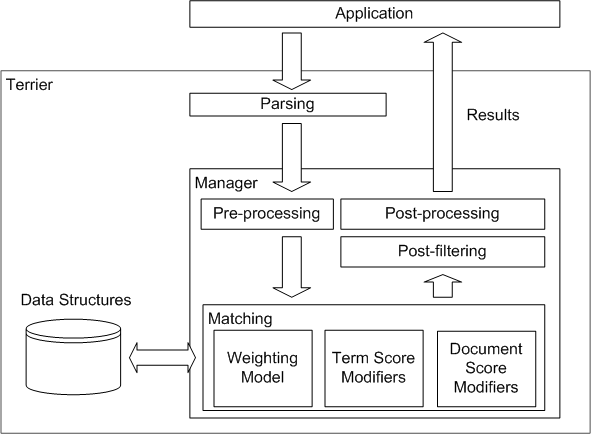 Application
Terrier
Parsing
Results
Manager
Pre-processing
Post-processing
Post-filtering
Data Structures
Matching
Weighting
Model
Term Score
Modifiers
Document
Score
Modifiers